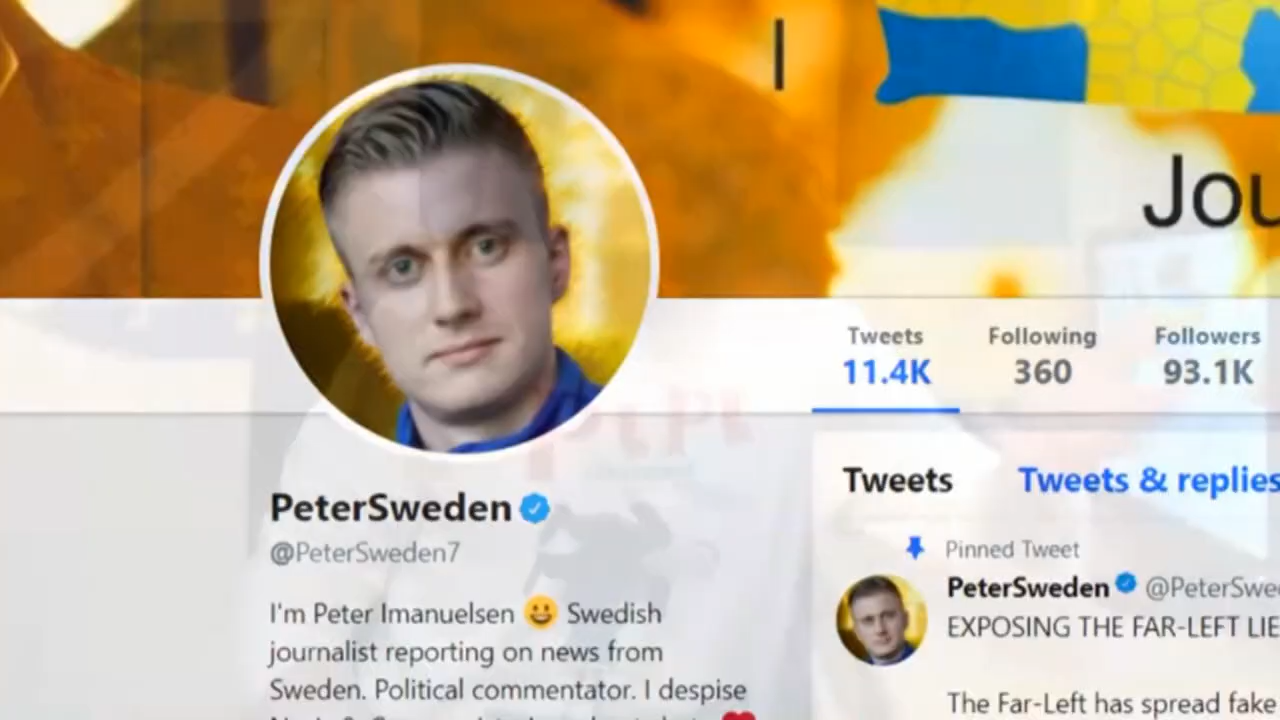 Jou
Tweets Following Followers
11.4K 360 93.1K
PeterSweden
@PeterSweden7
I'm Peter Imanuelsen 😀 Swedish
journalist reporting on news from
Sweden. Political commentator. I despise
Tweets Tweets & replies
Pinned Tweet
PeterSweden @PeterSwe
EXPOSING THE FAR-LEFT LIE
The Far-Left has spread fake